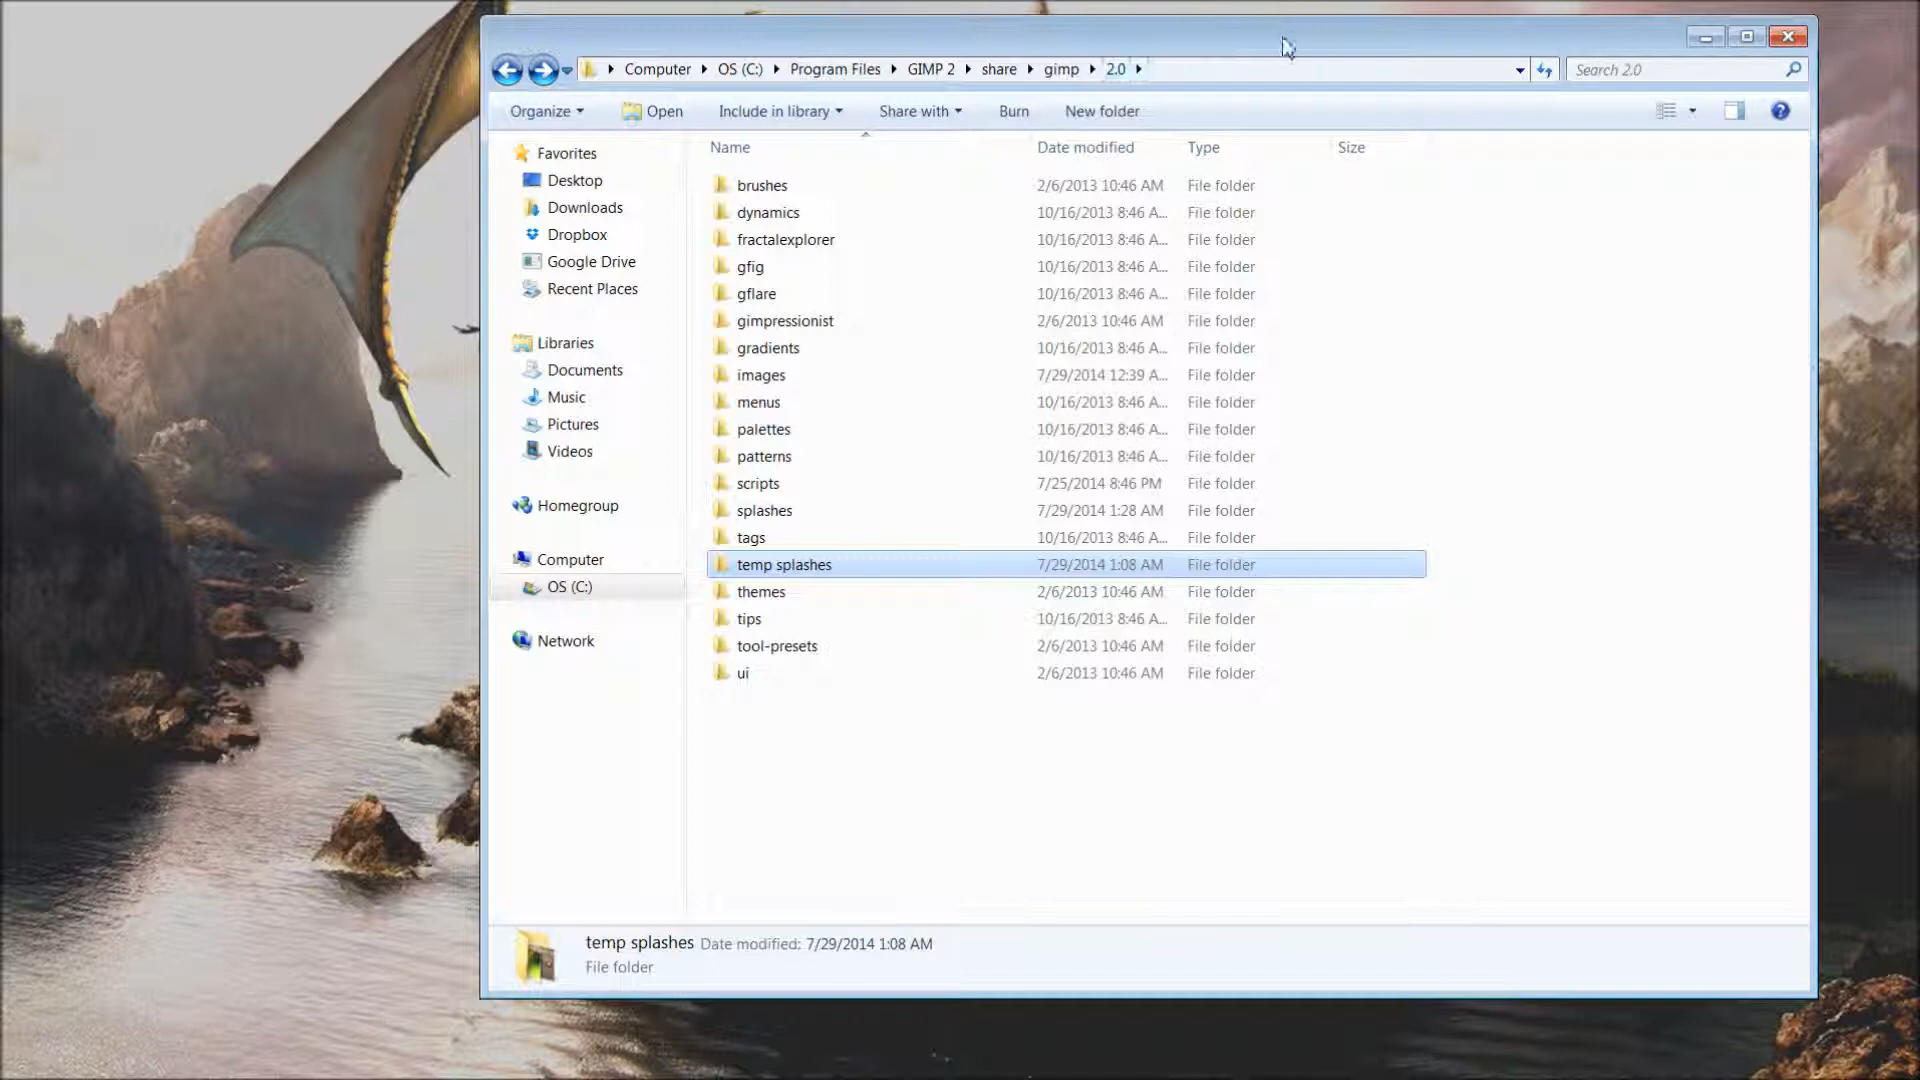 Computer OS (C:) Program Files GIMP 2 share gimp 2.0 Search 2.0
Organize Open Include in library Share with Burn New folder
Name Date modified Type Size
Favorites
Desktop
Downloads
Dropbox
Google Drive
Recent Places
Libraries
Documents
Music
Pictures
Videos
Homegroup
Computer
OS (C:)
Network
brushes 2/6/2013 10:46 AM File folder
dynamics 10/16/2013 8:46 A... File folder
fractalexplorer 10/16/2013 8:46 A... File folder
gfig 10/16/2013 8:46 A... File folder
gflare 10/16/2013 8:46 A... File folder
gimpressionist 2/6/2013 10:46 AM File folder
gradients 10/16/2013 8:46 A... File folder
images 7/29/2014 12:39 A... File folder
menus 10/16/2013 8:46 A... File folder
palettes 10/16/2013 8:46 A... File folder
patterns 10/16/2013 8:46 A... File folder
scripts 7/25/2014 8:46 PM File folder
splashes 7/29/2014 1:28 AM File folder
tags 10/16/2013 8:46 A... File folder
temp splashes 7/29/2014 1:08 AM File folder
themes 2/6/2013 10:46 AM File folder
tips 10/16/2013 8:46 A... File folder
tool-presets 2/6/2013 10:46 AM File folder
ui 2/6/2013 10:46 AM File folder
temp splashes Date modified: 7/29/2014 1:08 AM
File folder